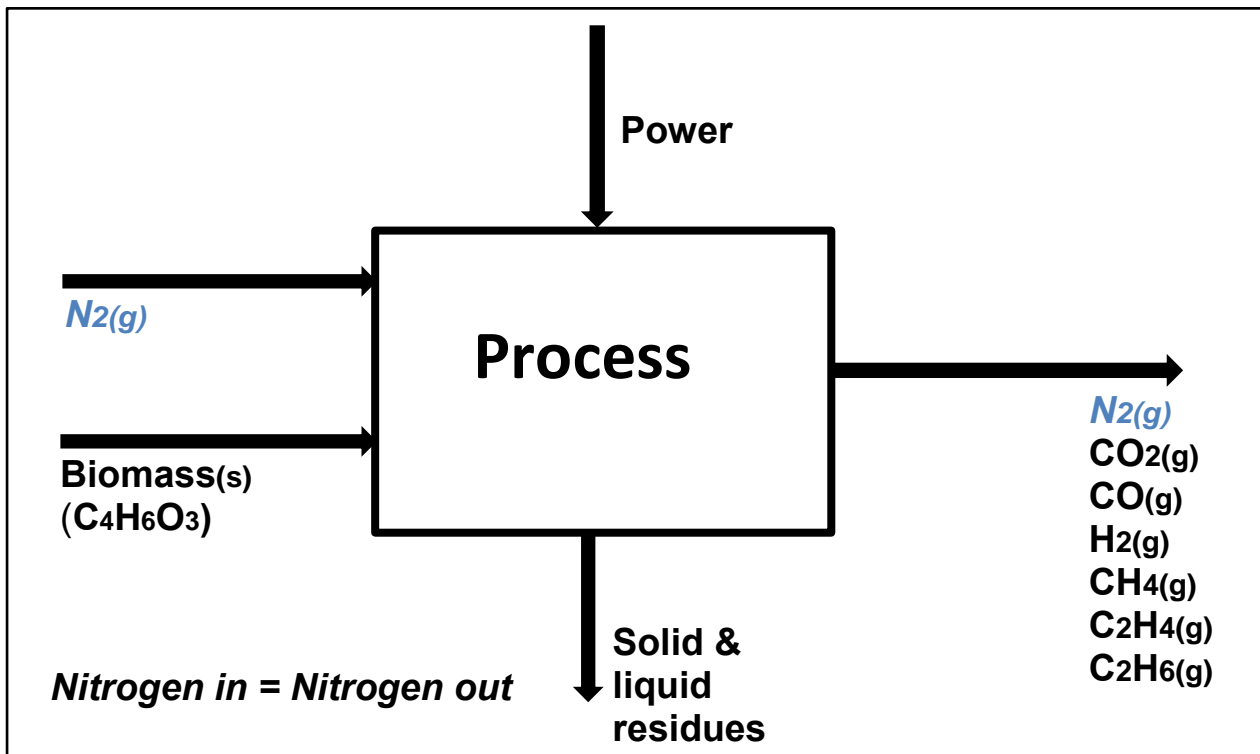 Power
N2(g)
Process
Biomass(s)
(C4H6O3)
N2(g)
CO2(g)
CO(g)
H2(g)
CH4(g)
C2H4(g)
C2H6(g)
Solid &
liquid
residues
Nitrogen in = Nitrogen out